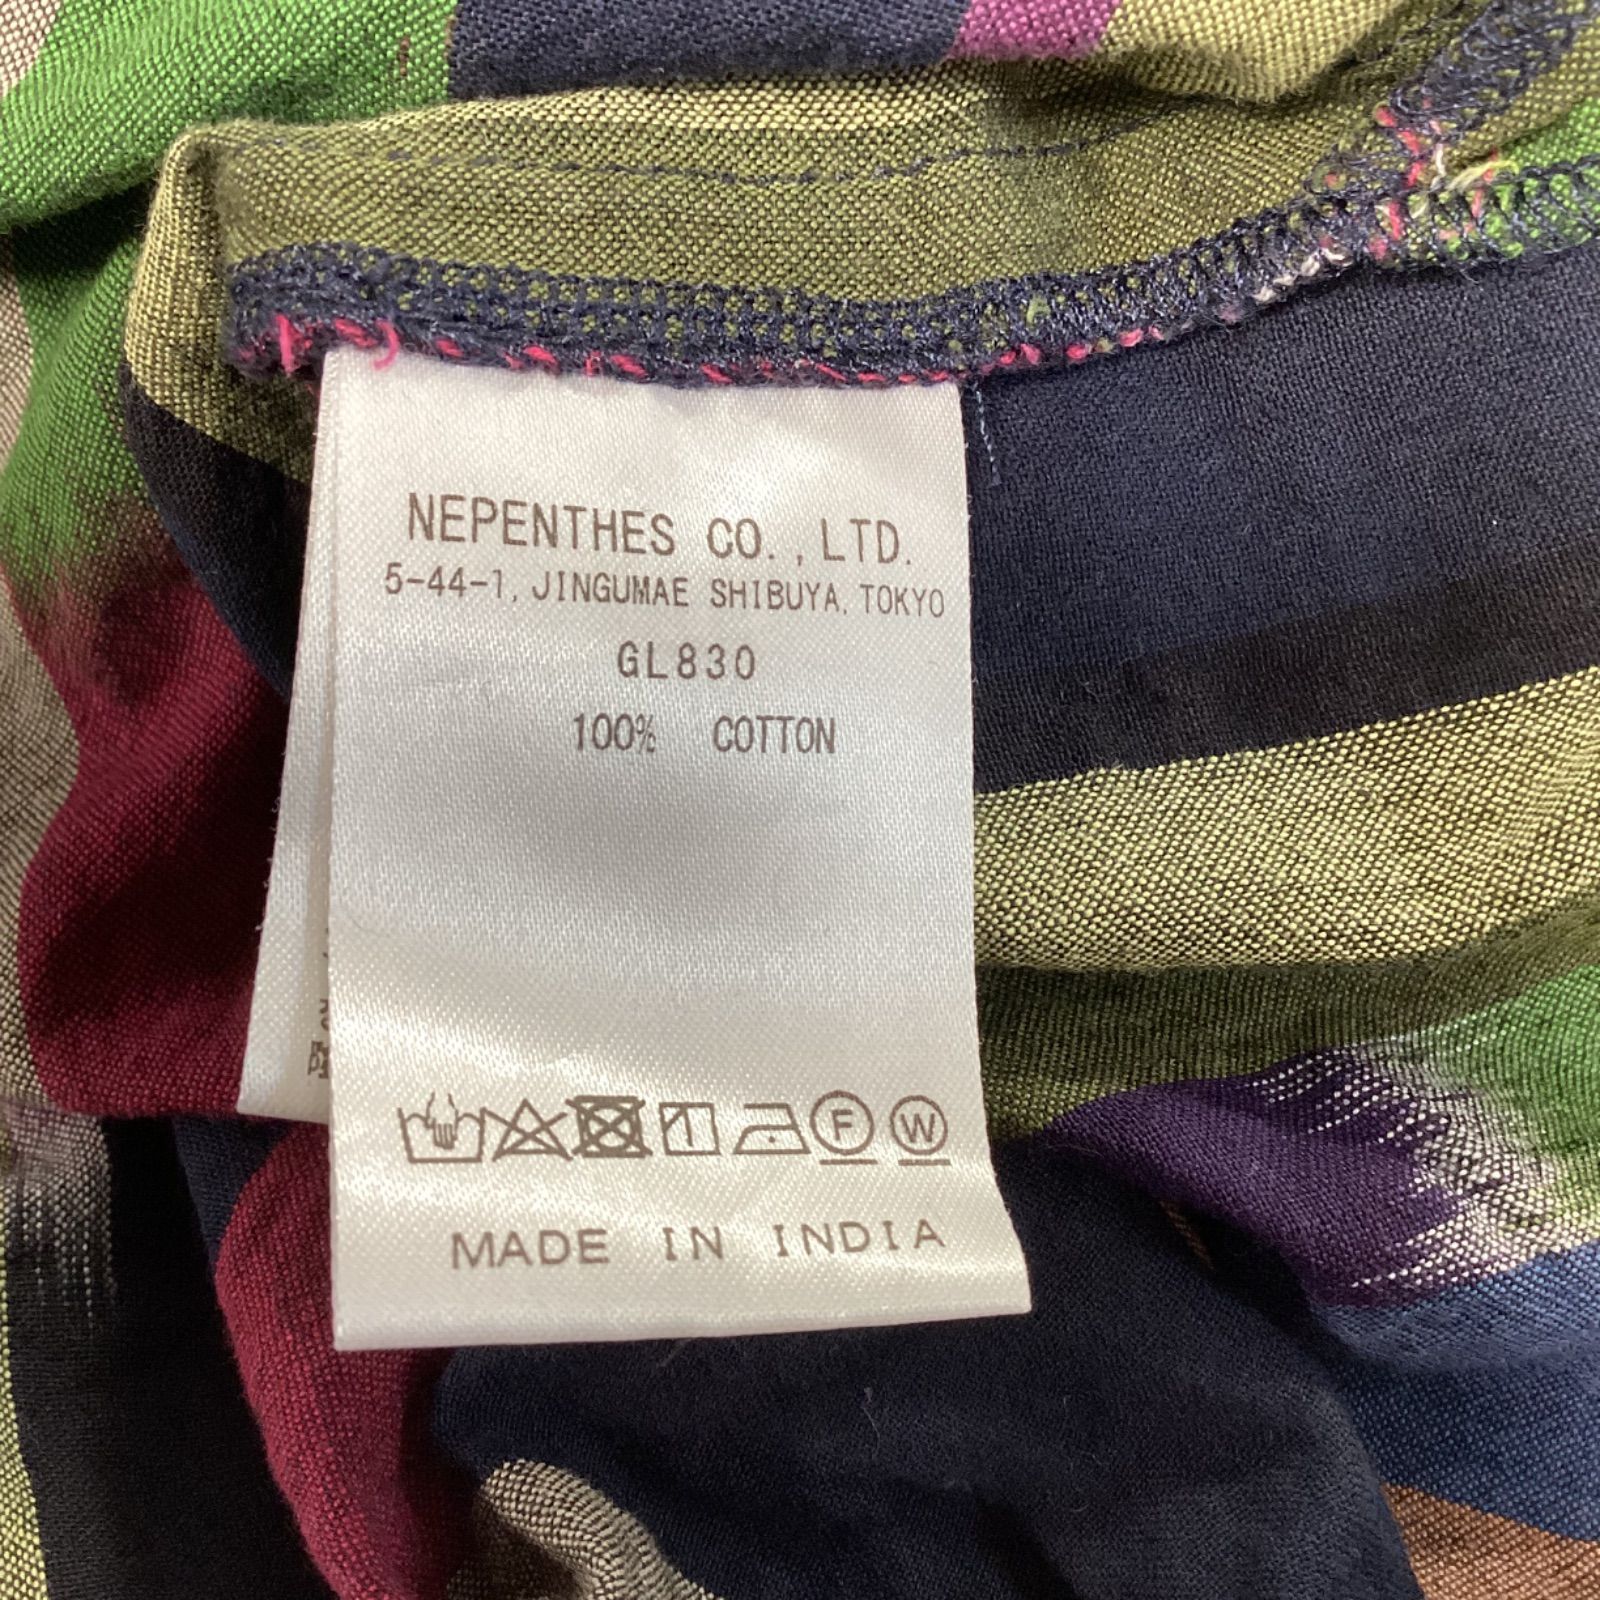 NEPENTHES CO.,LTD.
5-44-1, JINGUMAE SHIBUYA, TOKYO
GL830
100% COTTON
F W
MADE IN INDIA